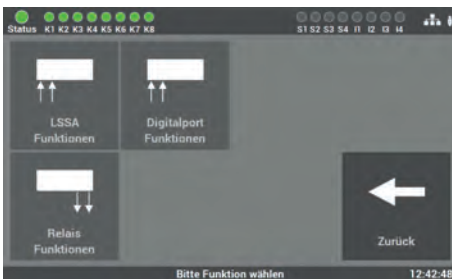 Status K1 K2 K3 K4 K5 K6 K7 K8 S1 S2 S3 S4 I1 I2 I3 I4
LSSA
Funktionen
Digitalport
Funktionen
Relais
Funktionen
Zurück
Bitte Funktion wählen 12:42:48